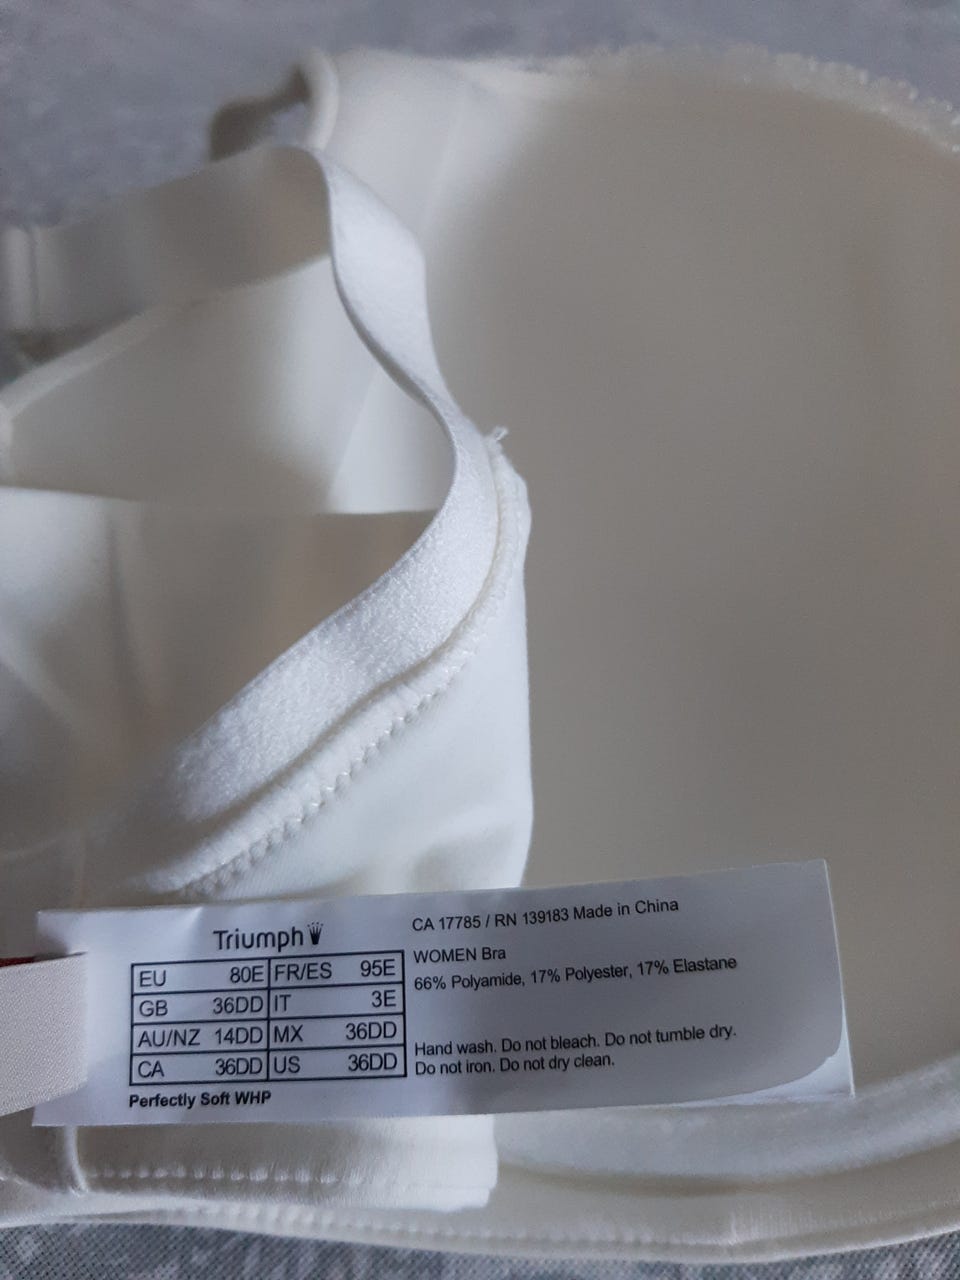 Triumph
EU 80E FR/ES 95E
GB 36DD IT 3E
AU/NZ 14DD MX 36DD
CA 36DD US 36DD
Perfectly Soft WHP
CA 17785 / RN 139183 Made in China
WOMEN Bra
66% Polyamide, 17% Polyester, 17% Elastane
Hand wash. Do not bleach. Do not tumble dry.
Do not iron. Do not dry clean.